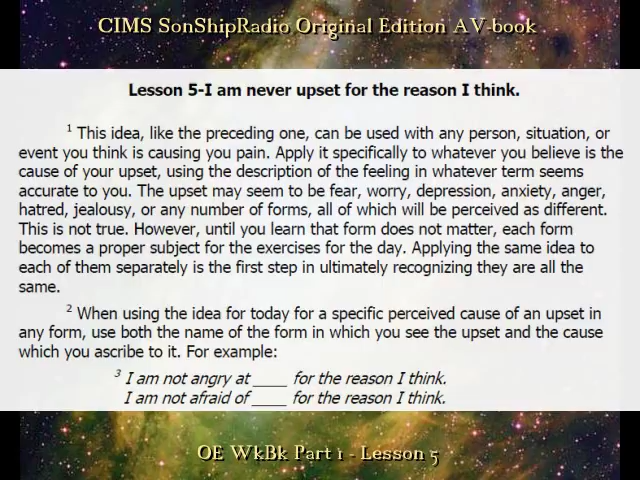 CIMS SonShipRadio Original Edition AV-book
Lesson 5-I am never upset for the reason I think.
1 This idea, like the preceding one, can be used with any person, situation, or
event you think is causing you pain. Apply it specifically to whatever you believe is the
cause of your upset, using the description of the feeling in whatever term seems
accurate to you. The upset may seem to be fear, worry, depression, anxiety, anger,
hatred, jealousy, or any number of forms, all of which will be perceived as different.
This is not true. However, until you learn that form does not matter, each form
becomes a proper subject for the exercises for the day. Applying the same idea to
each of them separately is the first step in ultimately recognizing they are all the
same.
2 When using the idea for today for a specific perceived cause of an upset in
any form, use both the name of the form in which you see the upset and the cause
which you ascribe to it. For example:
3 I am not angry at ____ for the reason I think.
I am not afraid of ____ for the reason I think.
OE WkBk Part 1 - Lesson 5